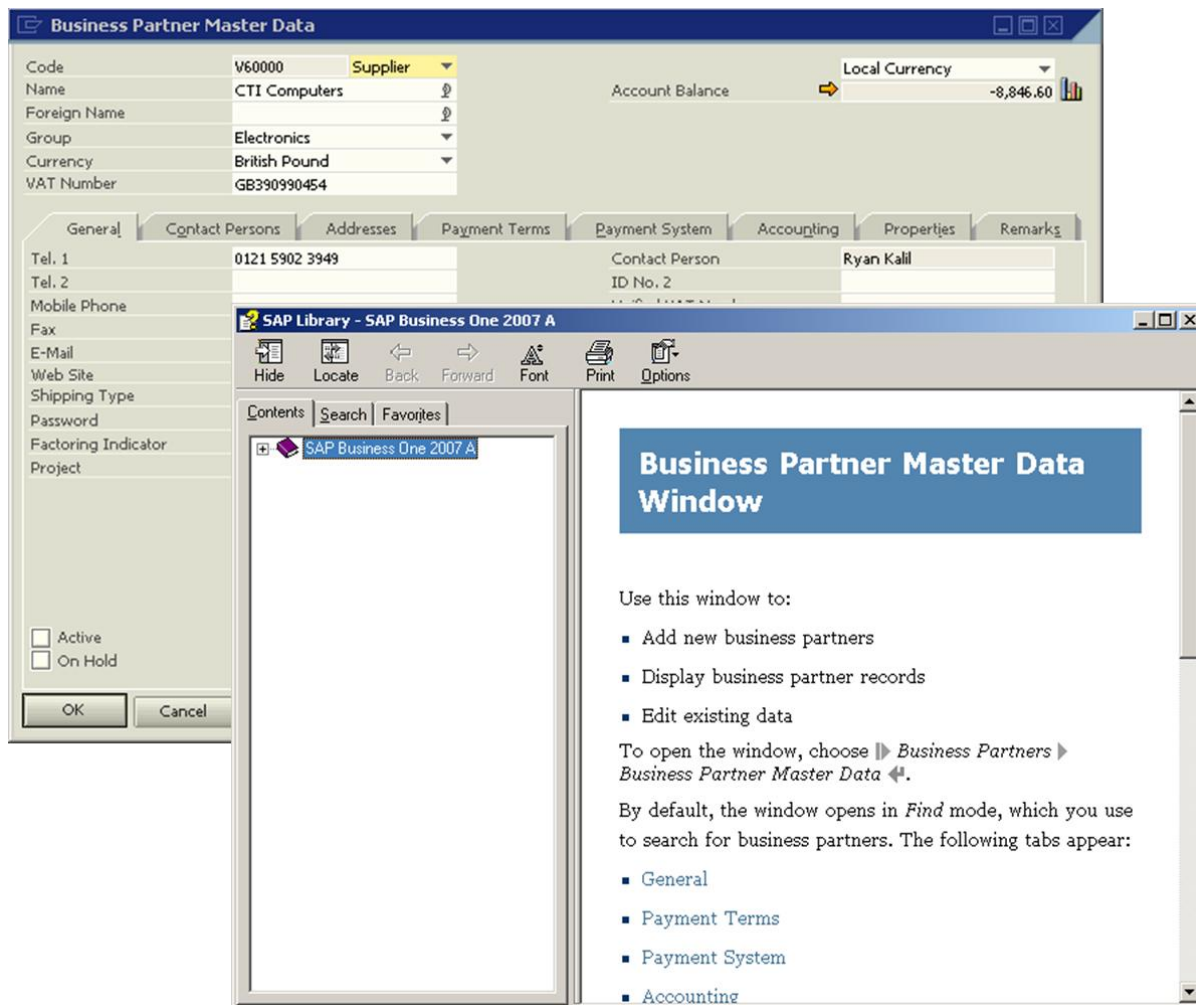 Business Partner Master Data
Code V60000 Supplier Local Currency
Name CTI Computers Account Balance -8,846.60
Foreign Name
Group Electronics
Currency British Pound
VAT Number GB390990454
General Contact Persons Addresses Payment Terms Payment System Accounting Properties Remarks
Tel. 1 0121 5902 3949 Contact Person Ryan Kalil
Tel. 2 ID No. 2
Mobile Phone
Fax
E-Mail
Web Site
Shipping Type
Password
Factoring Indicator
Project
Active
On Hold
OK Cancel
SAP Library - SAP Business One 2007 A
Hide Locate Back Forward Font Print Options
Contents Search Favorites
SAP Business One 2007 A
Business Partner Master Data
Window
Use this window to:
Add new business partners
Display business partner records
Edit existing data
To open the window, choose Business Partners
Business Partner Master Data .
By default, the window opens in Find mode, which you use
to search for business partners. The following tabs appear:
General
Payment Terms
Payment System
Accounting